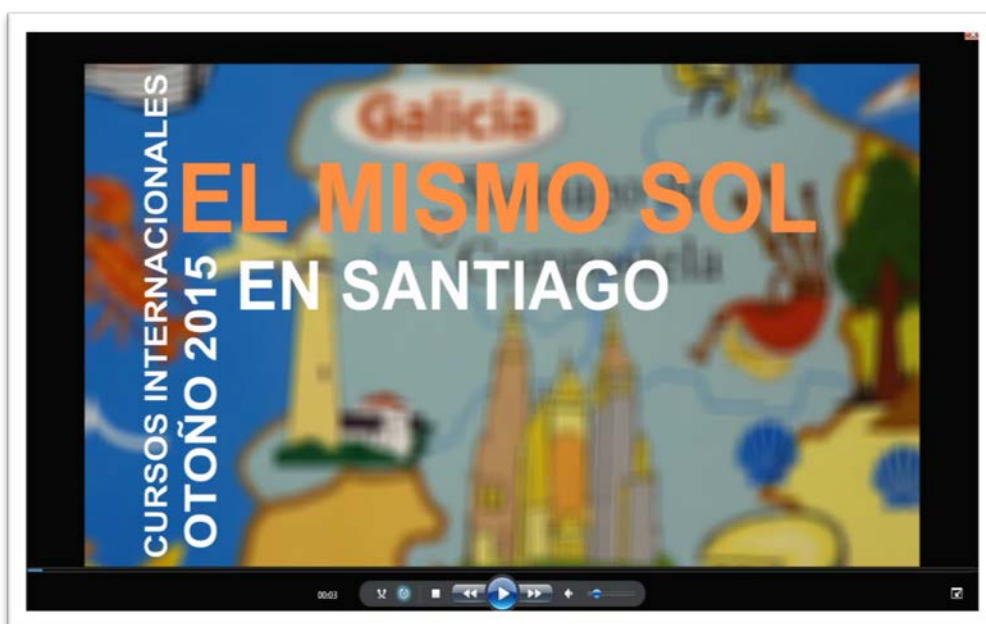 CURSOS INTERNACIONALES
OTOÑO 2015
Galicia
EL MISMO SOL
EN SANTIAGO
00:03